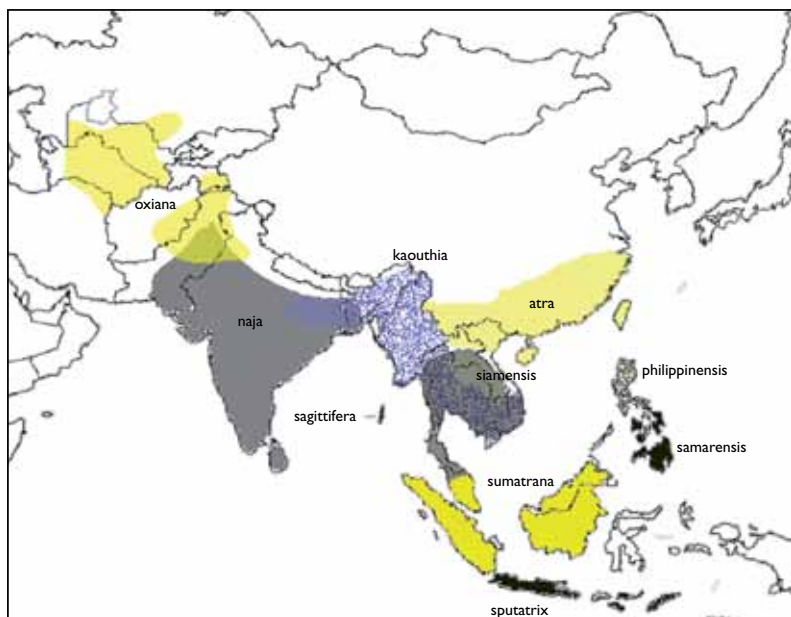 oxiana
kaouthia
atra
naja
siamensis
philippinensis
sagittifera
samarensis
sumatrana
sputatrix